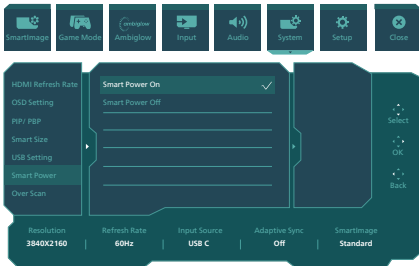 SmartImage
Game Mode
ambiglow
Ambiglow
Input
Audio
System
Setup
Close
HDMI Refresh Rate
OSD Setting
PIP/ PBP
Smart Size
USB Setting
Smart Power
Over Scan
Smart Power On
Smart Power Off
Select
OK
Back
Resolution Refresh Rate Input Source Adaptive Sync SmartImage
3840X2160 60Hz USB C Off Standard